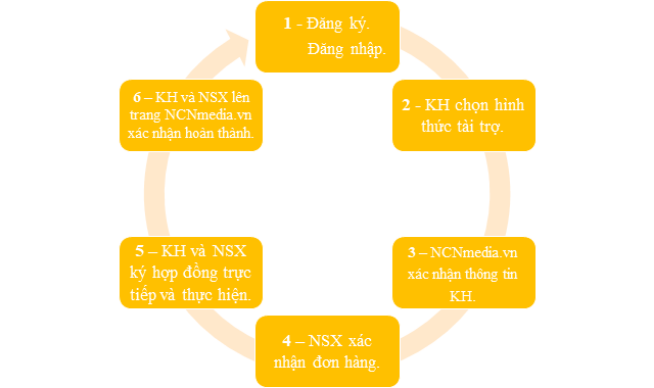 1 - Đăng ký.
Đăng nhập.
2 - KH chọn hình
thức tài trợ.
3 – NCNmedia.vn
xác nhận thông tin
KH.
4 – NSX xác
nhận đơn hàng.
5 – KH và NSX
ký hợp đồng trực
tiếp và thực hiện.
6 – KH và NSX lên
trang NCNmedia.vn
xác nhận hoàn thành.